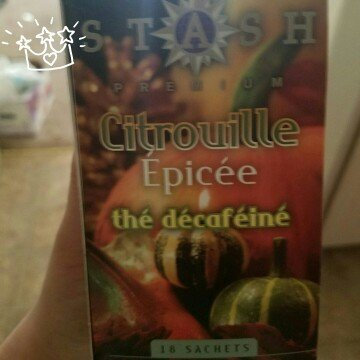 STASH
PREMIUM
Citrouille
Épicée
thé décaféiné
18 SACHETS